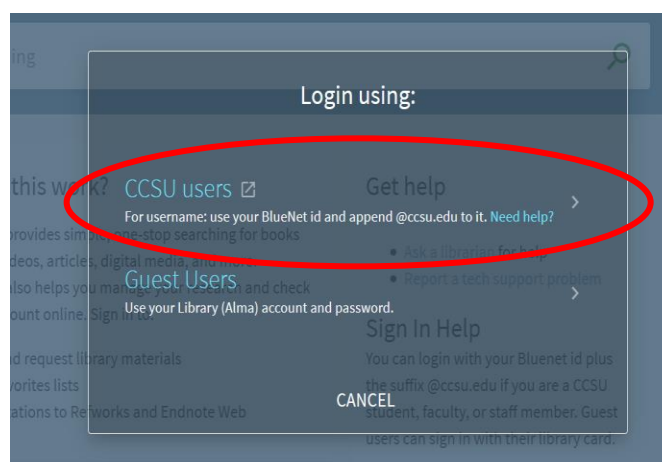 ing
Login using:
this work?
CCSU users
For username: use your BlueNet id and append @ccsu.edu to it. Need help?
provides simple, one-stop searching for books
deos, articles, digital media, and more.
also helps you manage your research and check
ount online. Sign in to:
Get help
Ask a librarian for help
Report a tech support problem
Guest Users
Use your Library (Alma) account and password.
d request library materials
vorites lists
ations to Refworks and Endnote Web
Sign In Help
You can login with your Bluenet id plus
the suffix @ccsu.edu if you are a CCSU
student, faculty, or staff member. Guest
users can sign in with their library card.
CANCEL